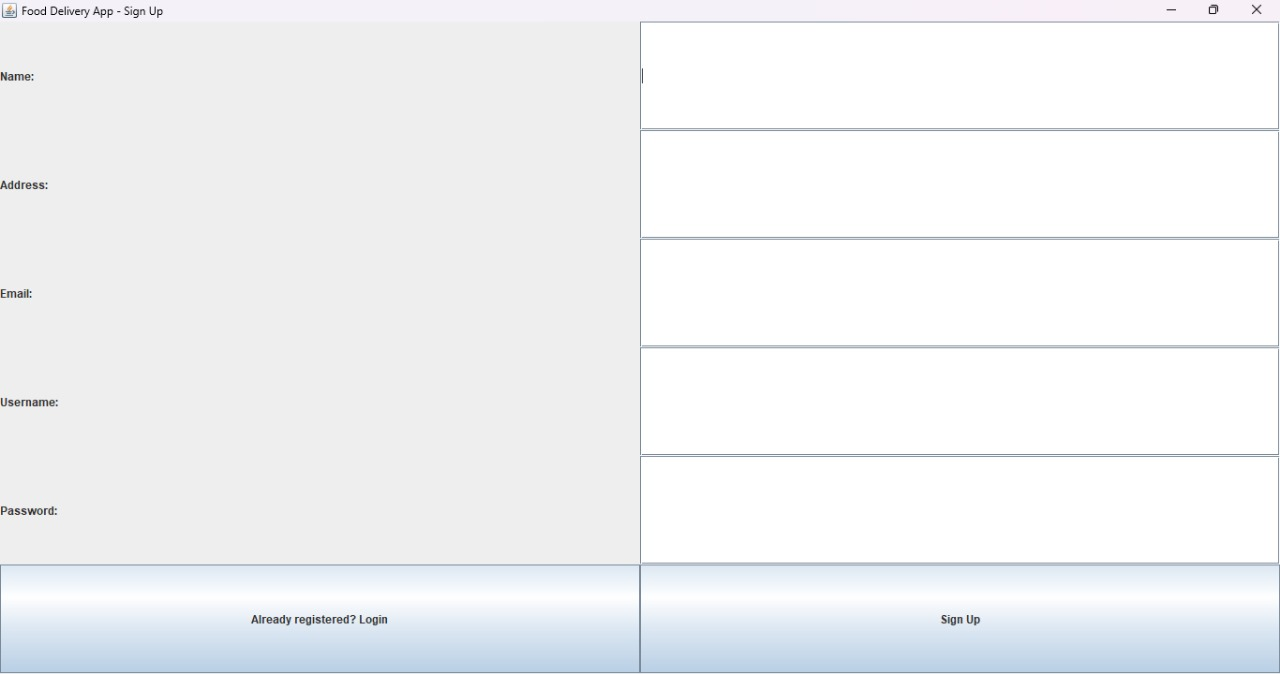 Food Delivery App - Sign Up
Name:
Address:
Email:
Username:
Password:
Already registered? Login
Sign Up